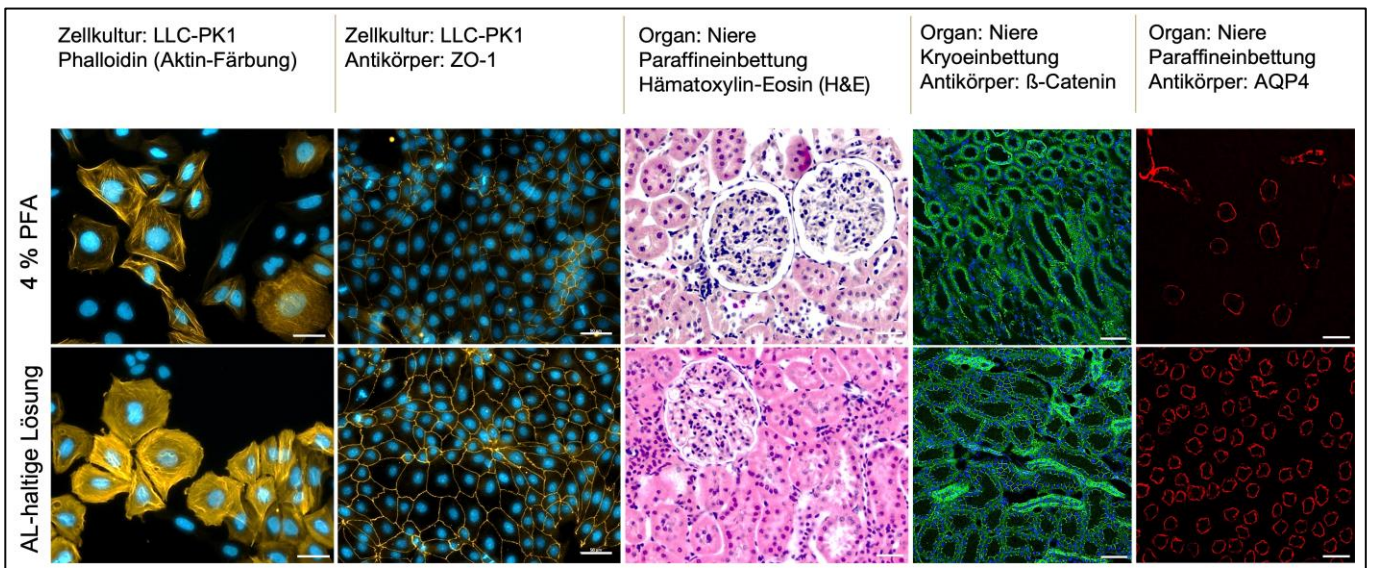 Zellkultur: LLC-PK1
Phalloidin (Aktin-Färbung)
Zellkultur: LLC-PK1
Antikörper: ZO-1
Organ: Niere
Paraffineinbettung
Hämatoxylin-Eosin (H&E)
Organ: Niere
Kryoeinbettung
Antikörper: ß-Catenin
Organ: Niere
Paraffineinbettung
Antikörper: AQP4
4 % PFA
AL-haltige Lösung